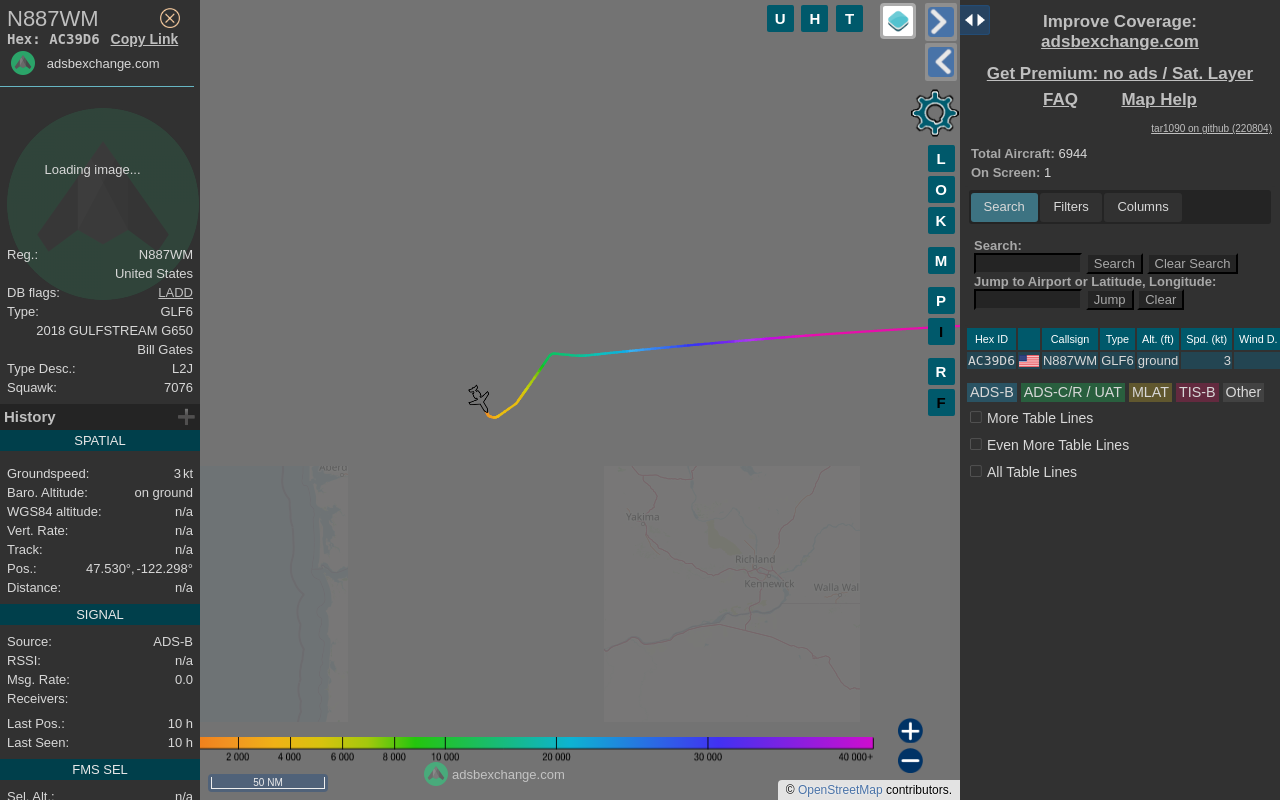 N887WM
Hex: AC39D6 Copy Link
adsbexchange.com
Loading image...
Reg.: N887WM
United States
DB flags: LADD
Type: GLF6
2018 GULFSTREAM G650
Bill Gates
Type Desc.: L2J
Squawk: 7076
History
SPATIAL
Groundspeed: 3 kt
Baro. Altitude: on ground
WGS84 altitude: n/a
Vert. Rate: n/a
Track: n/a
Pos.: 47.530°, -122.298°
Distance: n/a
SIGNAL
Source: ADS-B
RSSI: n/a
Msg. Rate: 0.0
Receivers:
Last Pos.: 10 h
Last Seen: 10 h
FMS SEL
Sel. Alt.: n/a
U H T
L
O
K
M
P
I
R
F
Aberd
Yakima
Richland
Kennewick
Walla Wal
2 000 4 000 6 000 8 000 10 000 20 000 30 000 40 000+
adsbexchange.com
50 NM
© OpenStreetMap contributors.
Improve Coverage:
adsbexchange.com
Get Premium: no ads / Sat. Layer
FAQ Map Help
tar1090 on github (220804)
Total Aircraft: 6944
On Screen: 1
Search Filters Columns
Search:
Search Clear Search
Jump to Airport or Latitude, Longitude:
Jump Clear
Hex ID Callsign Type Alt. (ft) Spd. (kt) Wind D.
AC39D6 N887WM GLF6 ground 3
ADS-B ADS-C/R / UAT MLAT TIS-B Other
More Table Lines
Even More Table Lines
All Table Lines